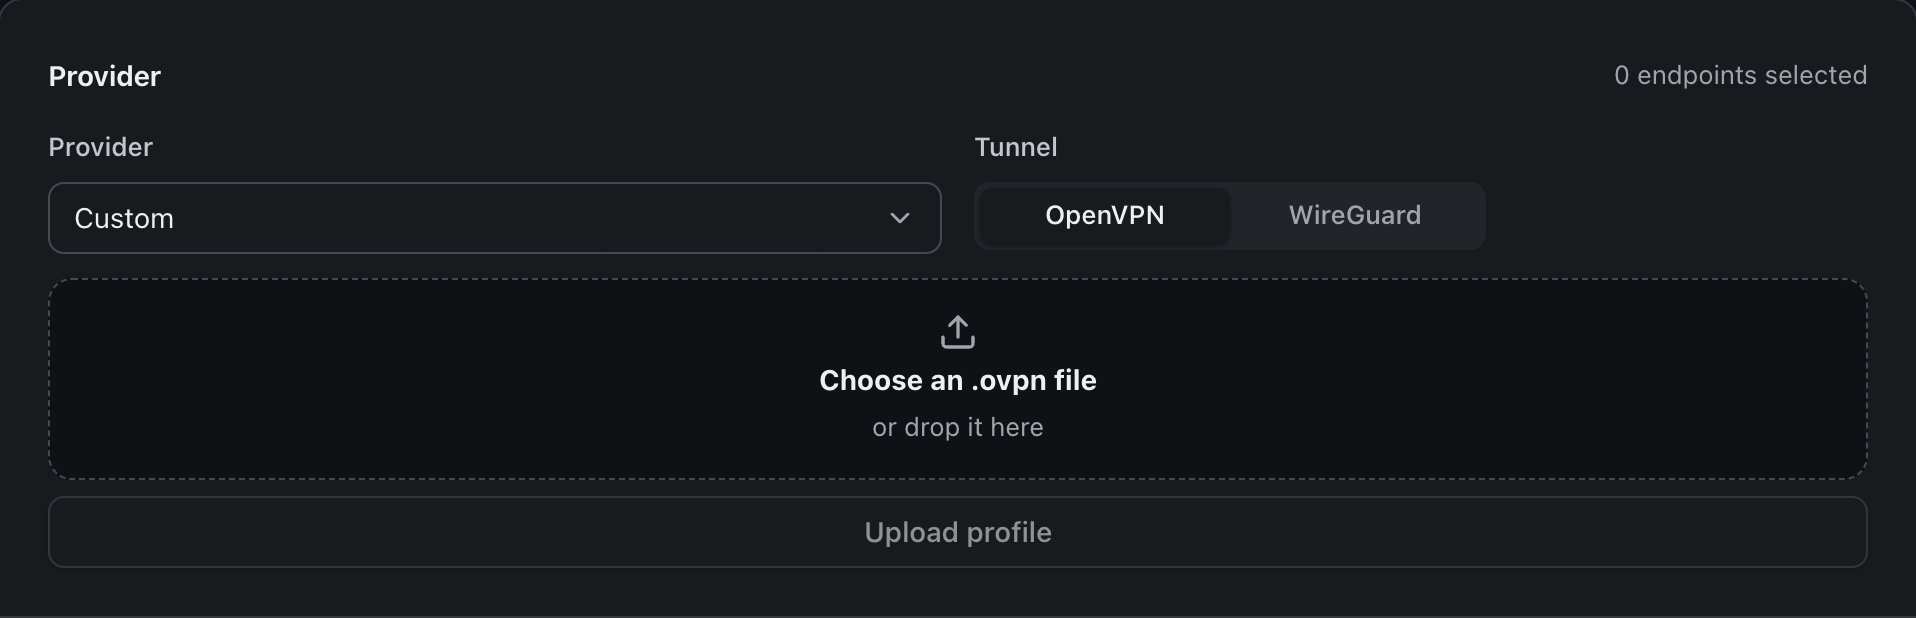 Provider
0 endpoints selected
Provider
Tunnel
Custom
OpenVPN
WireGuard
Choose an .ovpn file
or drop it here
Upload profile